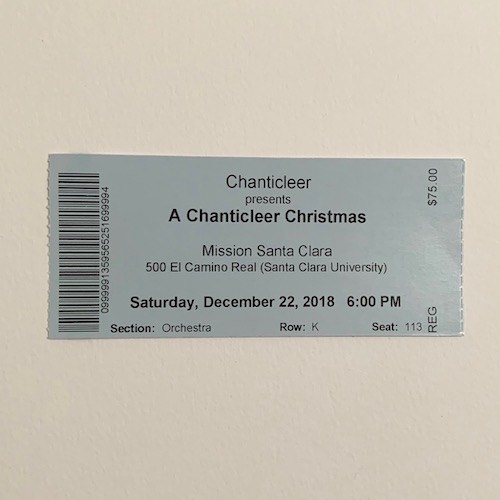 Chanticleer
presents
A Chanticleer Christmas
Mission Santa Clara
500 El Camino Real (Santa Clara University)
Saturday, December 22, 2018 6:00 PM
Section: Orchestra Row: K Seat: 113
$75.00
REG
0999991359565251699994